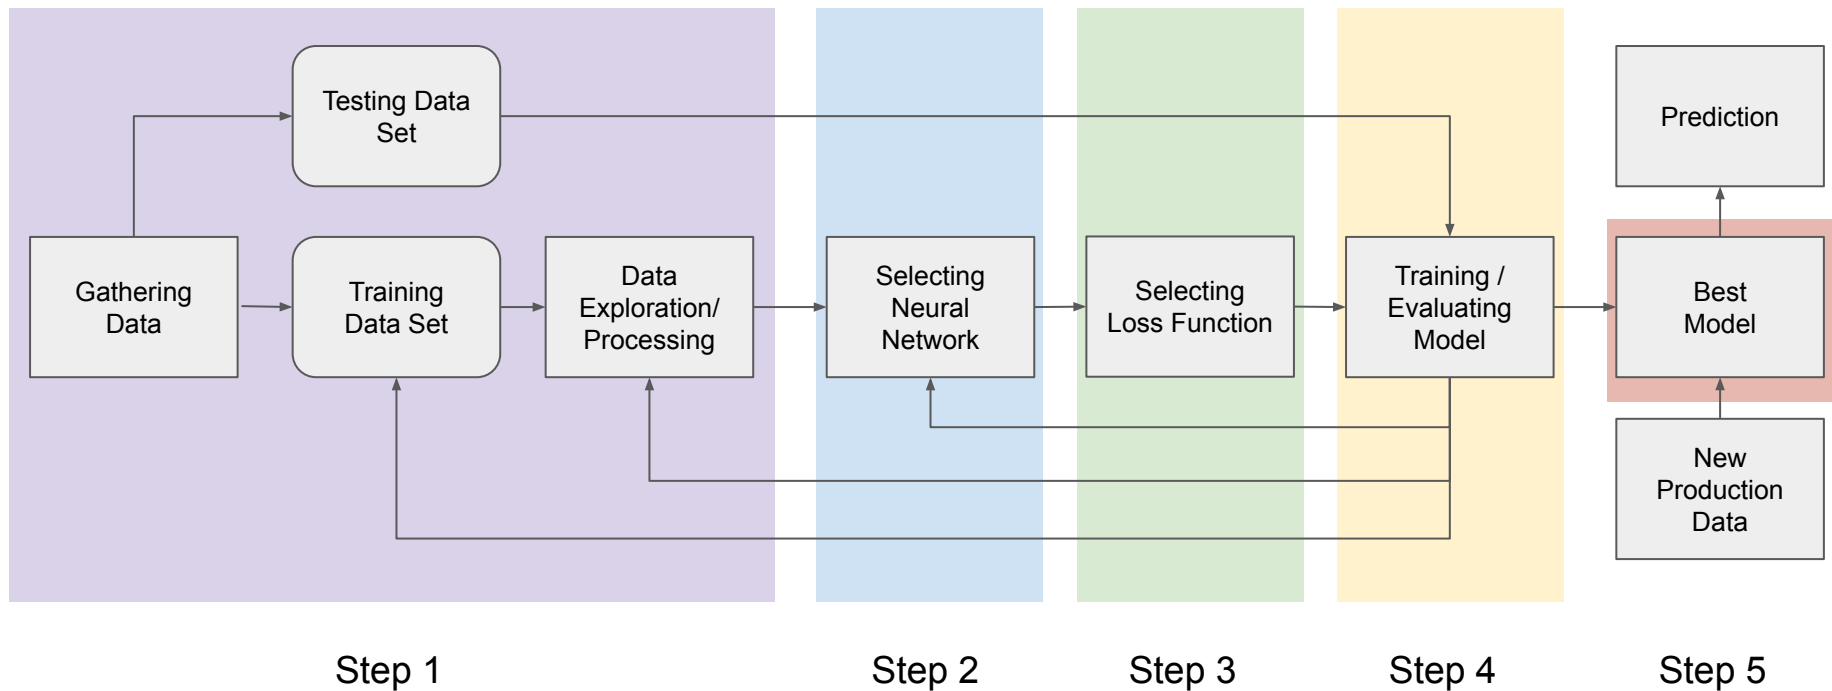 Testing Data
Set
Prediction
Gathering
Data
Training
Data Set
Data
Exploration/
Processing
Selecting
Neural
Network
Selecting
Loss Function
Training /
Evaluating
Model
Best
Model
New
Production
Data
Step 1
Step 2
Step 3
Step 4
Step 5